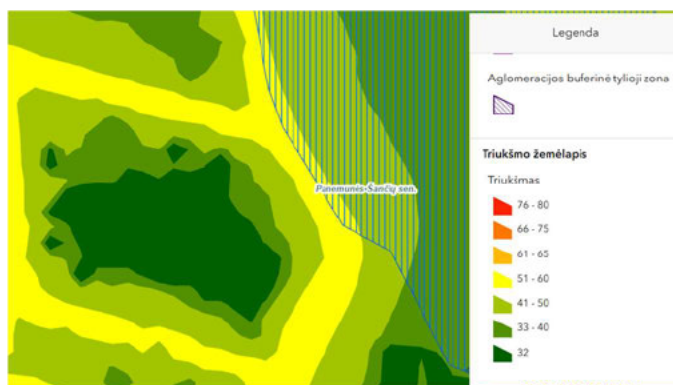 Legenda
Aglomeracijos buferinė tylioji zona
Triukšmo žemėlapis
Triukšmas
76 - 80
66 - 75
61 - 65
51 - 60
41 - 50
33 - 40
32
Panemunės-Šančių sen.